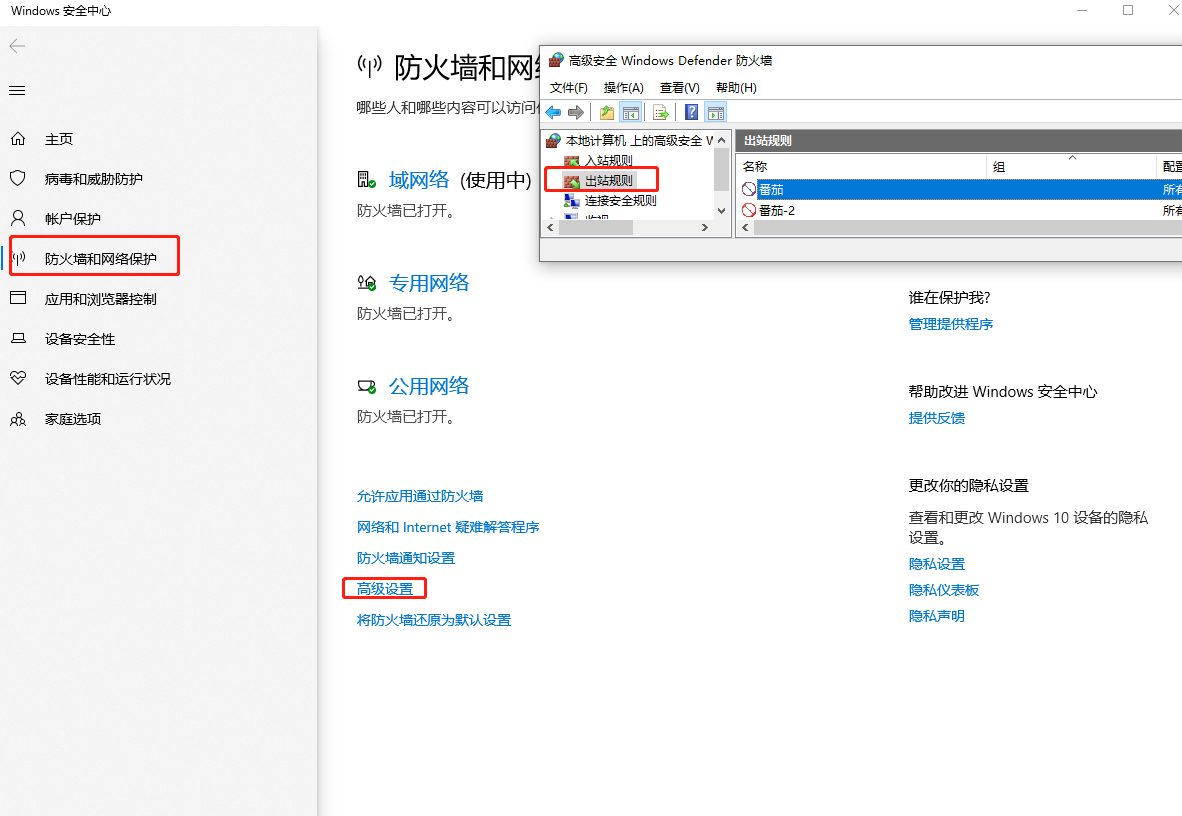 Windows 安全中心
主页
病毒和威胁防护
帐户保护
防火墙和网络保护
应用和浏览器控制
设备安全性
设备性能和运行状况
家庭选项
防火墙和网络
哪些人和哪些内容可以访问
域网络 (使用中)
防火墙已打开。
专用网络
防火墙已打开。
公用网络
防火墙已打开。
允许应用通过防火墙
网络和 Internet 疑难解答程序
防火墙通知设置
高级设置
将防火墙还原为默认设置
高级安全 Windows Defender 防火墙
文件(F) 操作(A) 查看(V) 帮助(H)
本地计算机 上的高级安全 W
入站规则
出站规则
连接安全规则
监视
出站规则
名称 组 配置
番茄 所有
番茄-2 所有
谁在保护我?
管理提供程序
帮助改进 Windows 安全中心
提供反馈
更改你的隐私设置
查看和更改 Windows 10 设备的隐私
设置。
隐私设置
隐私仪表板
隐私声明